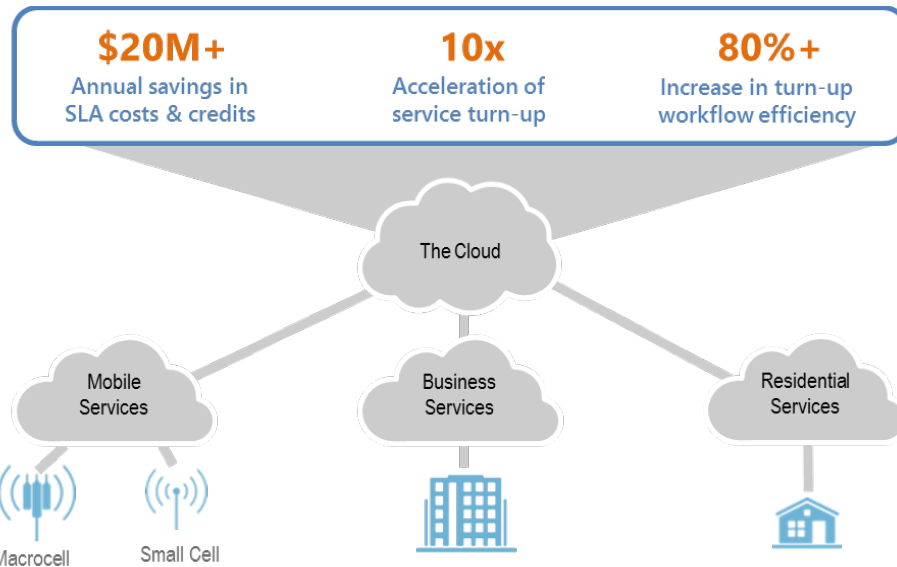 $20M+
Annual savings in
SLA costs & credits
10x
Acceleration of
service turn-up
80%+
Increase in turn-up
workflow efficiency
The Cloud
Mobile
Services
Business
Services
Residential
Services
Macrocell
Small Cell